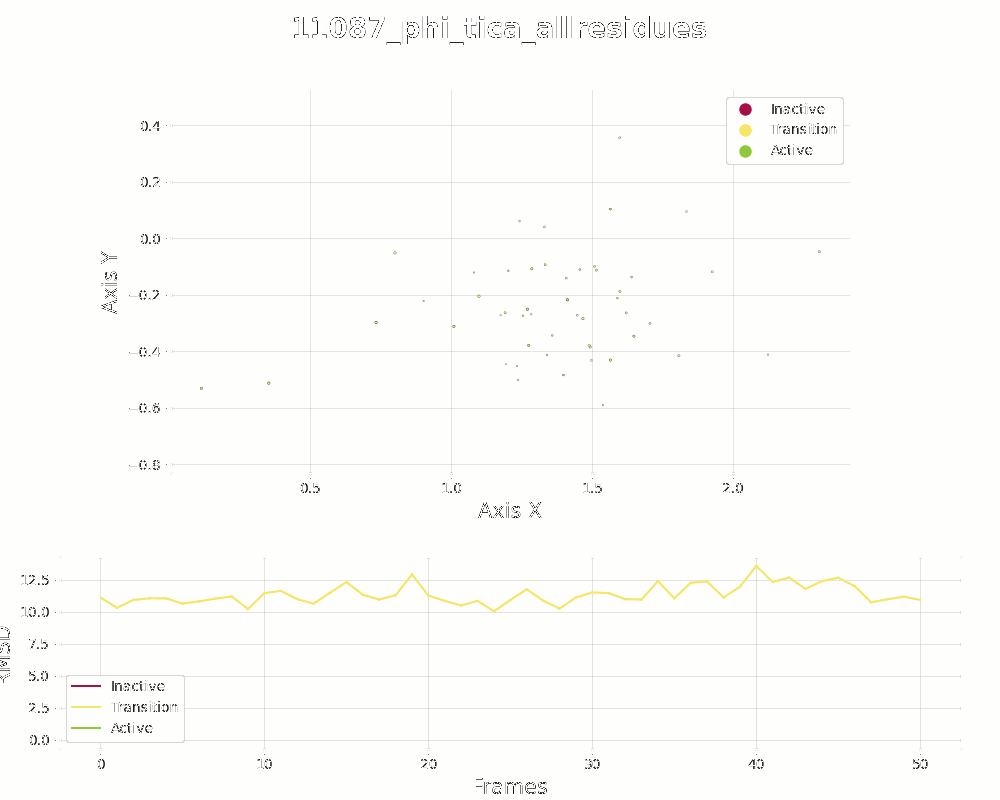 11087_phi_tica_allresidues
Inactive
Transition
Active
0.4
0.2
0.0
−0.2
−0.4
−0.6
−0.8
Axis Y
0.5 1.0 1.5 2.0
Axis X
12.5
10.0
7.5
5.0
2.5
0.0
RMSD
Inactive
Transition
Active
0 10 20 30 40 50
Frames